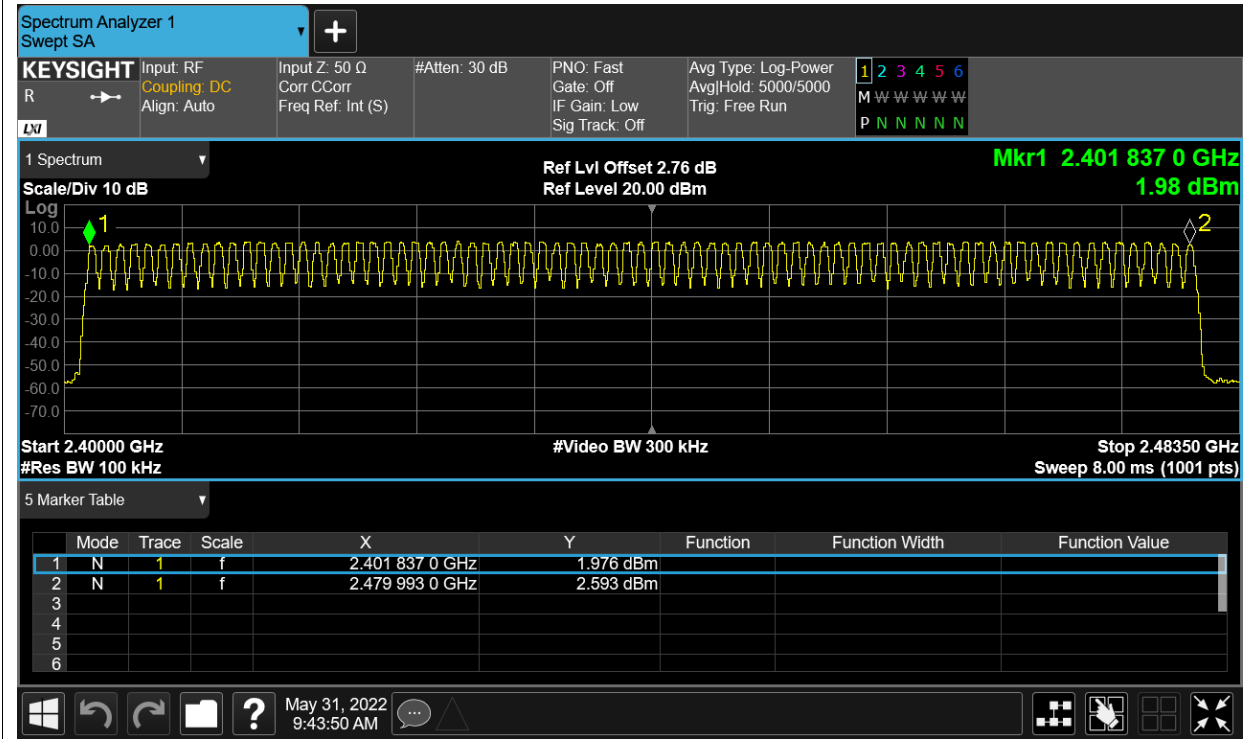 Spectrum Analyzer 1
Swept SA
KEYSIGHT
R
LXI
Input: RF
Coupling: DC
Align: Auto
Input Z: 50 Ω
Corr CCorr
Freq Ref: Int (S)
#Atten: 30 dB
PNO: Fast
Gate: Off
IF Gain: Low
Sig Track: Off
Avg Type: Log-Power
Avg|Hold: 5000/5000
Trig: Free Run
1 2 3 4 5 6
M W W W W W
P N N N N N
1 Spectrum
Scale/Div 10 dB
Ref Lvl Offset 2.76 dB
Ref Level 20.00 dBm
Mkr1 2.401 837 0 GHz
1.98 dBm
Log
10.0
0.00
-10.0
-20.0
-30.0
-40.0
-50.0
-60.0
-70.0
1
2
Start 2.40000 GHz
#Res BW 100 kHz
#Video BW 300 kHz
Stop 2.48350 GHz
Sweep 8.00 ms (1001 pts)
5 Marker Table
Mode Trace Scale X Y Function Function Width Function Value
1 N 1 f 2.401 837 0 GHz 1.976 dBm
2 N 1 f 2.479 993 0 GHz 2.593 dBm
3
4
5
6
?
May 31, 2022
9:43:50 AM